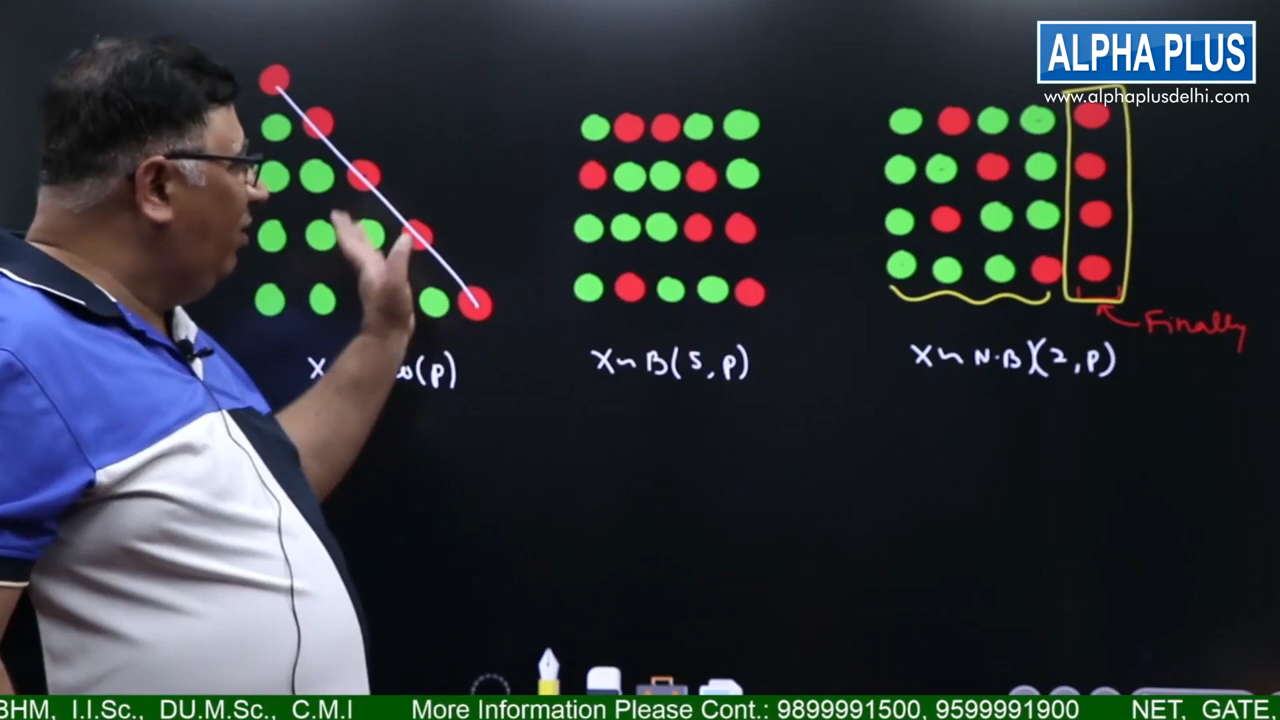 ALPHA PLUS
www.alphaplusdelhi.com
Finally
X~ (p)
X~ B(5, p)
X~ N.B)(2, p)
BHM, I.I.Sc., DU.M.Sc., C.M.I More Information Please Cont.: 9899991500, 9599991900 NET, GATE.